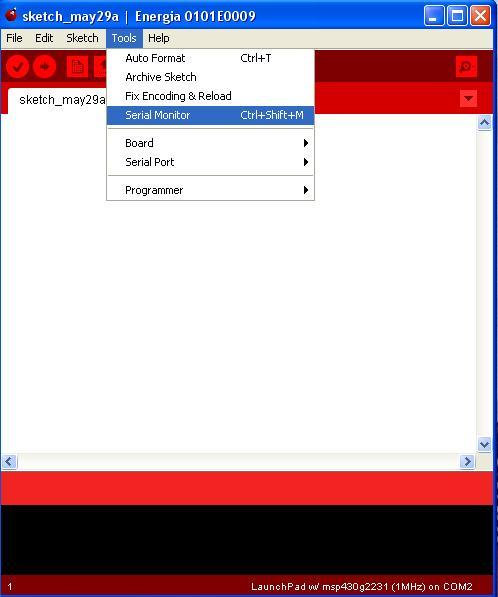 sketch_may29a | Energia 0101E0009
File Edit Sketch Tools Help
sketch_may29a
Auto Format Ctrl+T
Archive Sketch
Fix Encoding & Reload
Serial Monitor Ctrl+Shift+M
Board
Serial Port
Programmer
1 LaunchPad w/ msp430g2231 (1MHz) on COM2